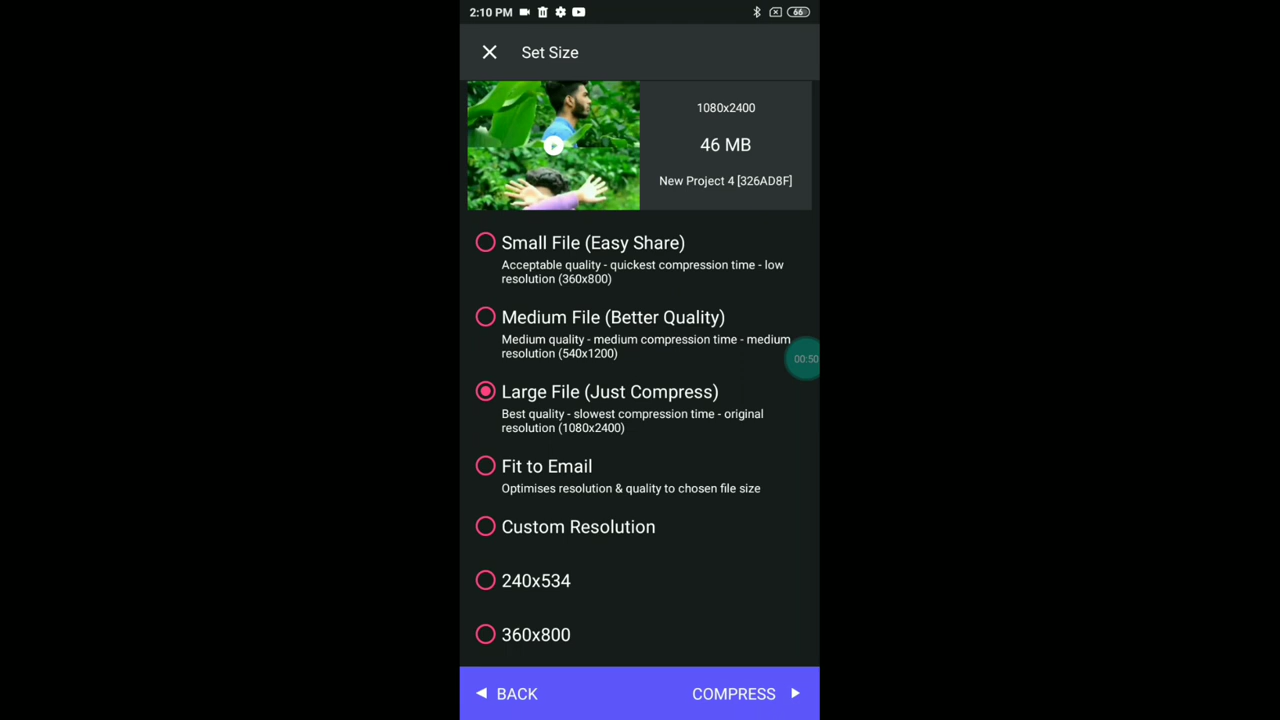 2:10 PM
66
Set Size
1080x2400
46 MB
New Project 4 [326AD8F]
Small File (Easy Share)
Acceptable quality - quickest compression time - low
resolution (360x800)
Medium File (Better Quality)
Medium quality - medium compression time - medium
resolution (540x1200)
00:50
Large File (Just Compress)
Best quality - slowest compression time - original
resolution (1080x2400)
Fit to Email
Optimises resolution & quality to chosen file size
Custom Resolution
240x534
360x800
BACK
COMPRESS